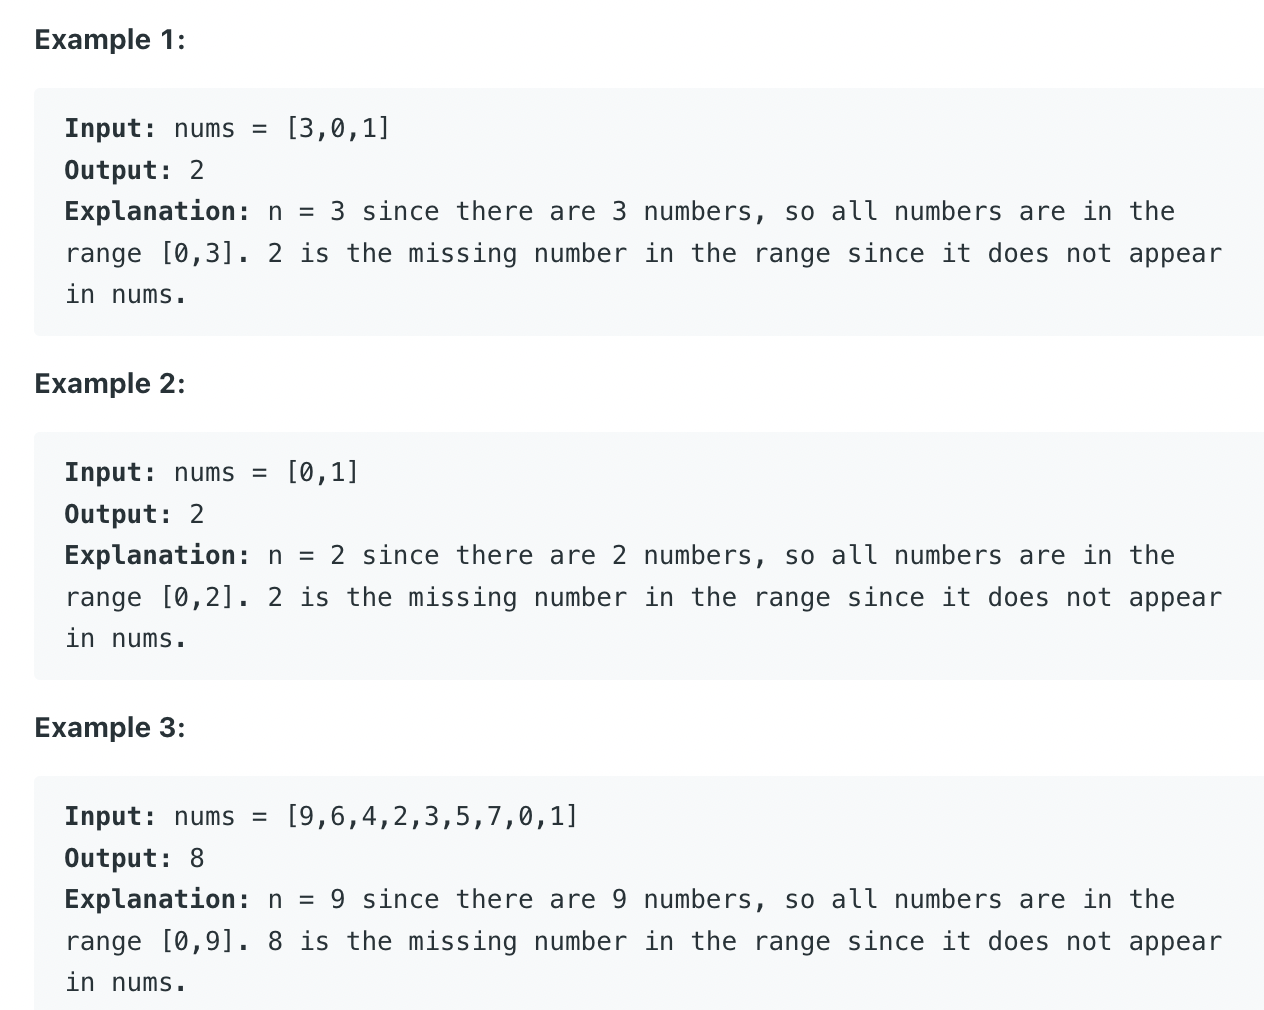 Example 1:
Input: nums = [3,0,1]
Output: 2
Explanation: n = 3 since there are 3 numbers, so all numbers are in the
range [0,3]. 2 is the missing number in the range since it does not appear
in nums.
Example 2:
Input: nums = [0,1]
Output: 2
Explanation: n = 2 since there are 2 numbers, so all numbers are in the
range [0,2]. 2 is the missing number in the range since it does not appear
in nums.
Example 3:
Input: nums = [9,6,4,2,3,5,7,0,1]
Output: 8
Explanation: n = 9 since there are 9 numbers, so all numbers are in the
range [0,9]. 8 is the missing number in the range since it does not appear
in nums.